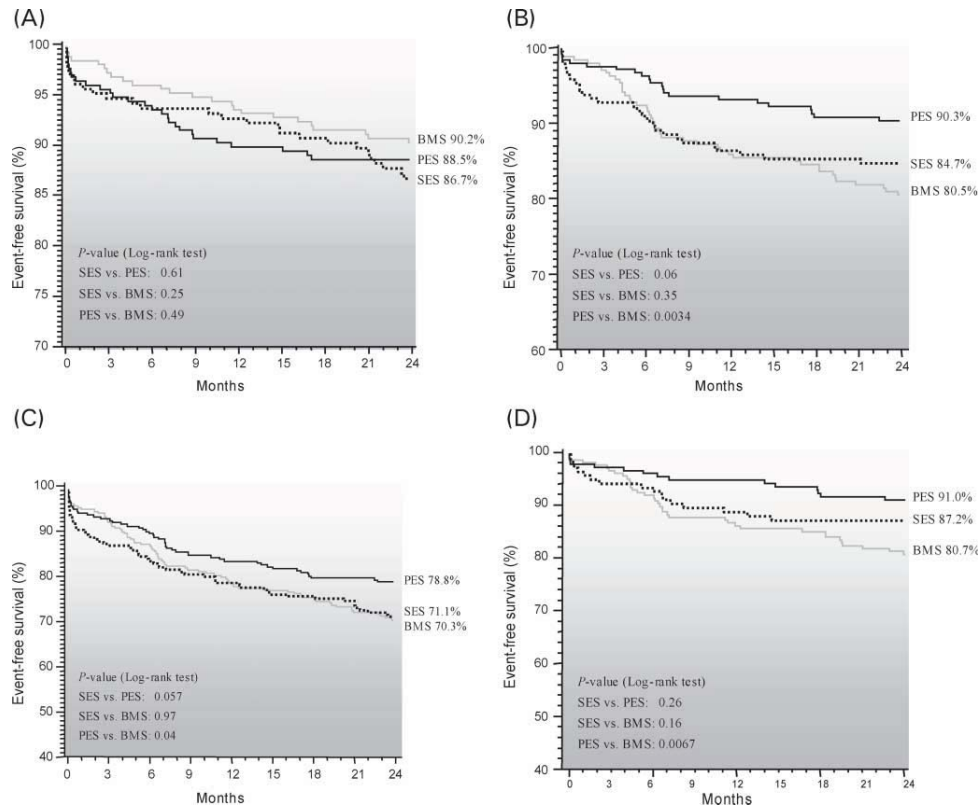 (A)
100
95
90
85
80
75
70
Event-free survival (%)
BMS 90.2%
PES 88.5%
SES 86.7%
P-value (Log-rank test)
SES vs. PES: 0.61
SES vs. BMS: 0.25
PES vs. BMS: 0.49
0 3 6 9 12 15 18 21 24
Months
(B)
100
90
80
70
60
Event-free survival (%)
PES 90.3%
SES 84.7%
BMS 80.5%
P-value (Log-rank test)
SES vs. PES: 0.06
SES vs. BMS: 0.35
PES vs. BMS: 0.0034
0 3 6 9 12 15 18 21 24
Months
(C)
100
90
80
70
60
50
40
Event-free survival (%)
PES 78.8%
SES 71.1%
BMS 70.3%
P-value (Log-rank test)
SES vs. PES: 0.057
SES vs. BMS: 0.97
PES vs. BMS: 0.04
0 3 6 9 12 15 18 21 24
Months
(D)
100
90
80
70
60
50
40
Event-free survival (%)
PES 91.0%
SES 87.2%
BMS 80.7%
P-value (Log-rank test)
SES vs. PES: 0.26
SES vs. BMS: 0.16
PES vs. BMS: 0.0067
0 3 6 9 12 15 18 21 24
Months